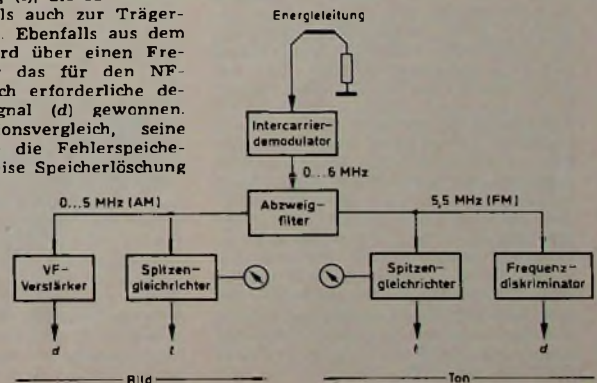 ls auch zur Träger-
. Ebenfalls aus dem
rd über einen Fre-
das für den NF-
ch erforderliche de-
gnal (d) gewonnen.
onsvergleich, seine
die Fehlerspeiche-
ise Speicherlöschung
Energieleitung
Intercarrier-
demodulator
0...6 MHz
Abzweig-
filter
0...5 MHz (AM)
5,5 MHz (FM)
VF-
Verstärker
Spitzen-
gleichrichter
Spitzen-
gleichrichter
Frequenz-
diskriminator
d
t
t
d
Bild
Ton